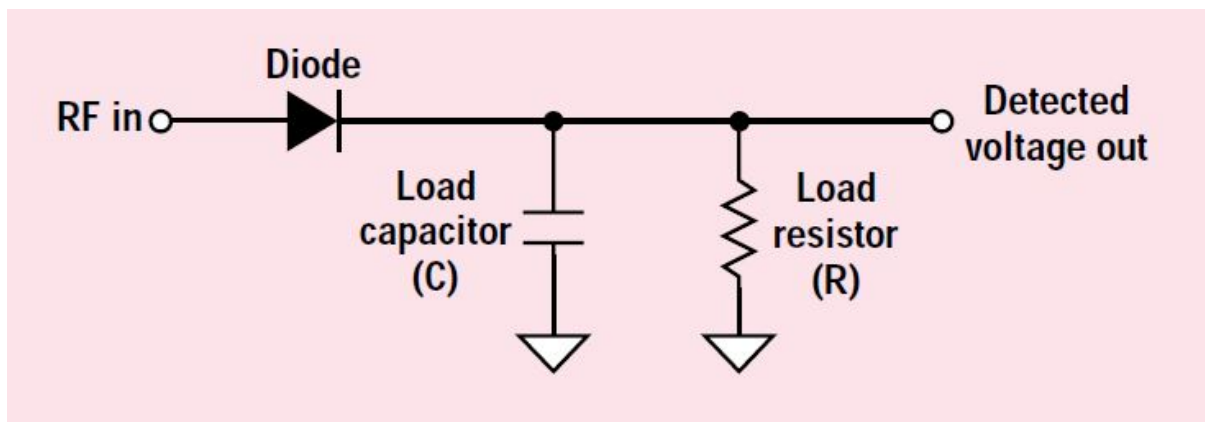 Diode
RF in
Detected
voltage out
Load
capacitor
(C)
Load
resistor
(R)